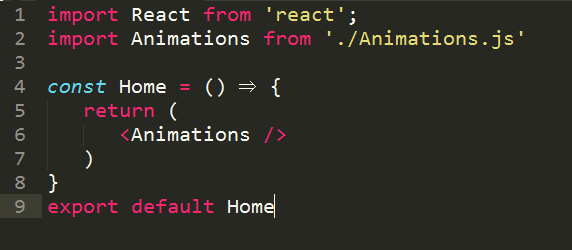 1 import React from 'react';
2 import Animations from './Animations.js'
3
4 const Home = () => {
5    return (
6       <Animations />
7    )
8 }
9 export default Home